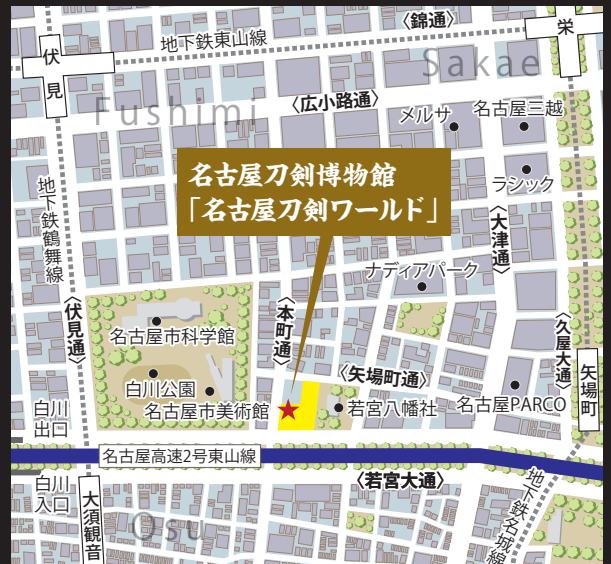 〈錦通〉
栄
地下鉄東山線
伏見
Sakae
Fushimi
〈広小路通〉
メルサ
名古屋三越
名古屋刀剣博物館
「名古屋刀剣ワールド」
ラシック
地下鉄鶴舞線
〈大津通〉
ナディアパーク
〈伏見通〉
〈本町通〉
〈久屋大通〉
名古屋市科学館
〈矢場町通〉
矢場町
白川公園
名古屋市美術館
若宮八幡社
名古屋PARCO
白川
出口
名古屋高速2号東山線
白川
入口
〈若宮大通〉
大須観音
Osu
地下鉄名城線